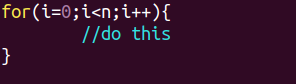 for(i=0;i<n;i++){
        //do this
}